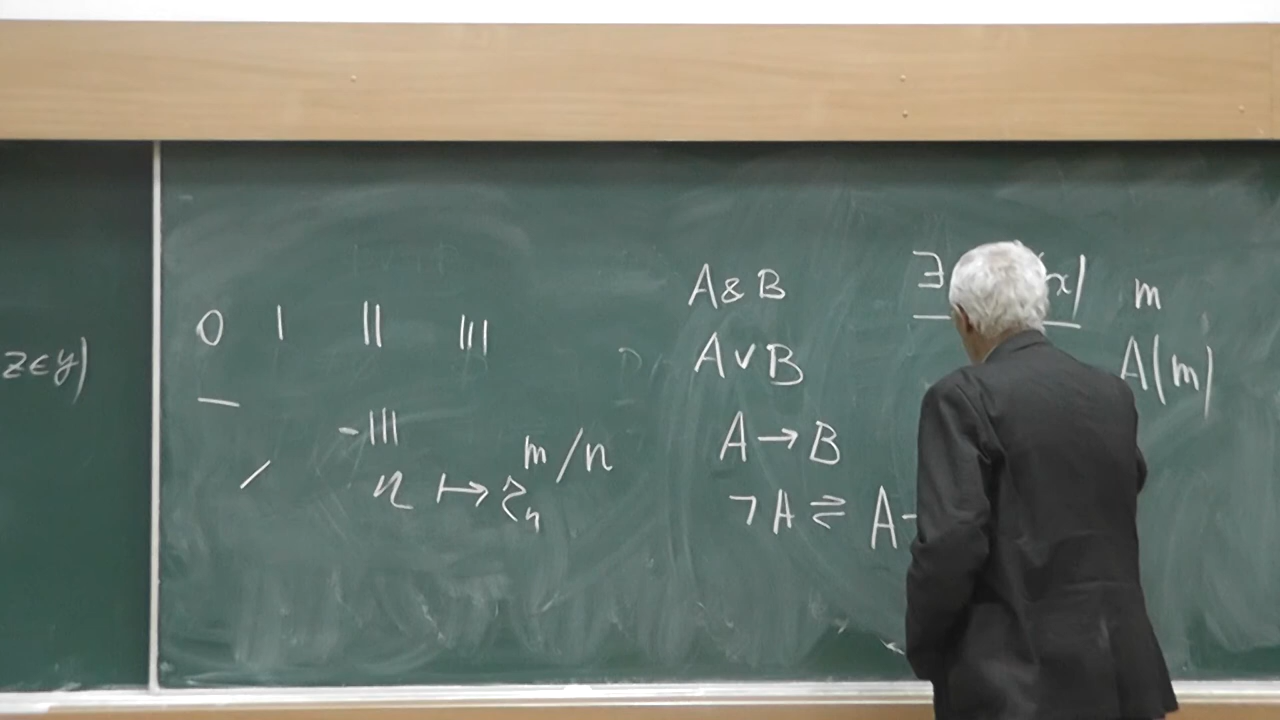 z∈y)
0 | || |||
— -|||
/ n ↦ r̂ₙ m/n
A & B
A ∨ B
A → B
¬A ⇄ A-
∃ x) m
A(m)